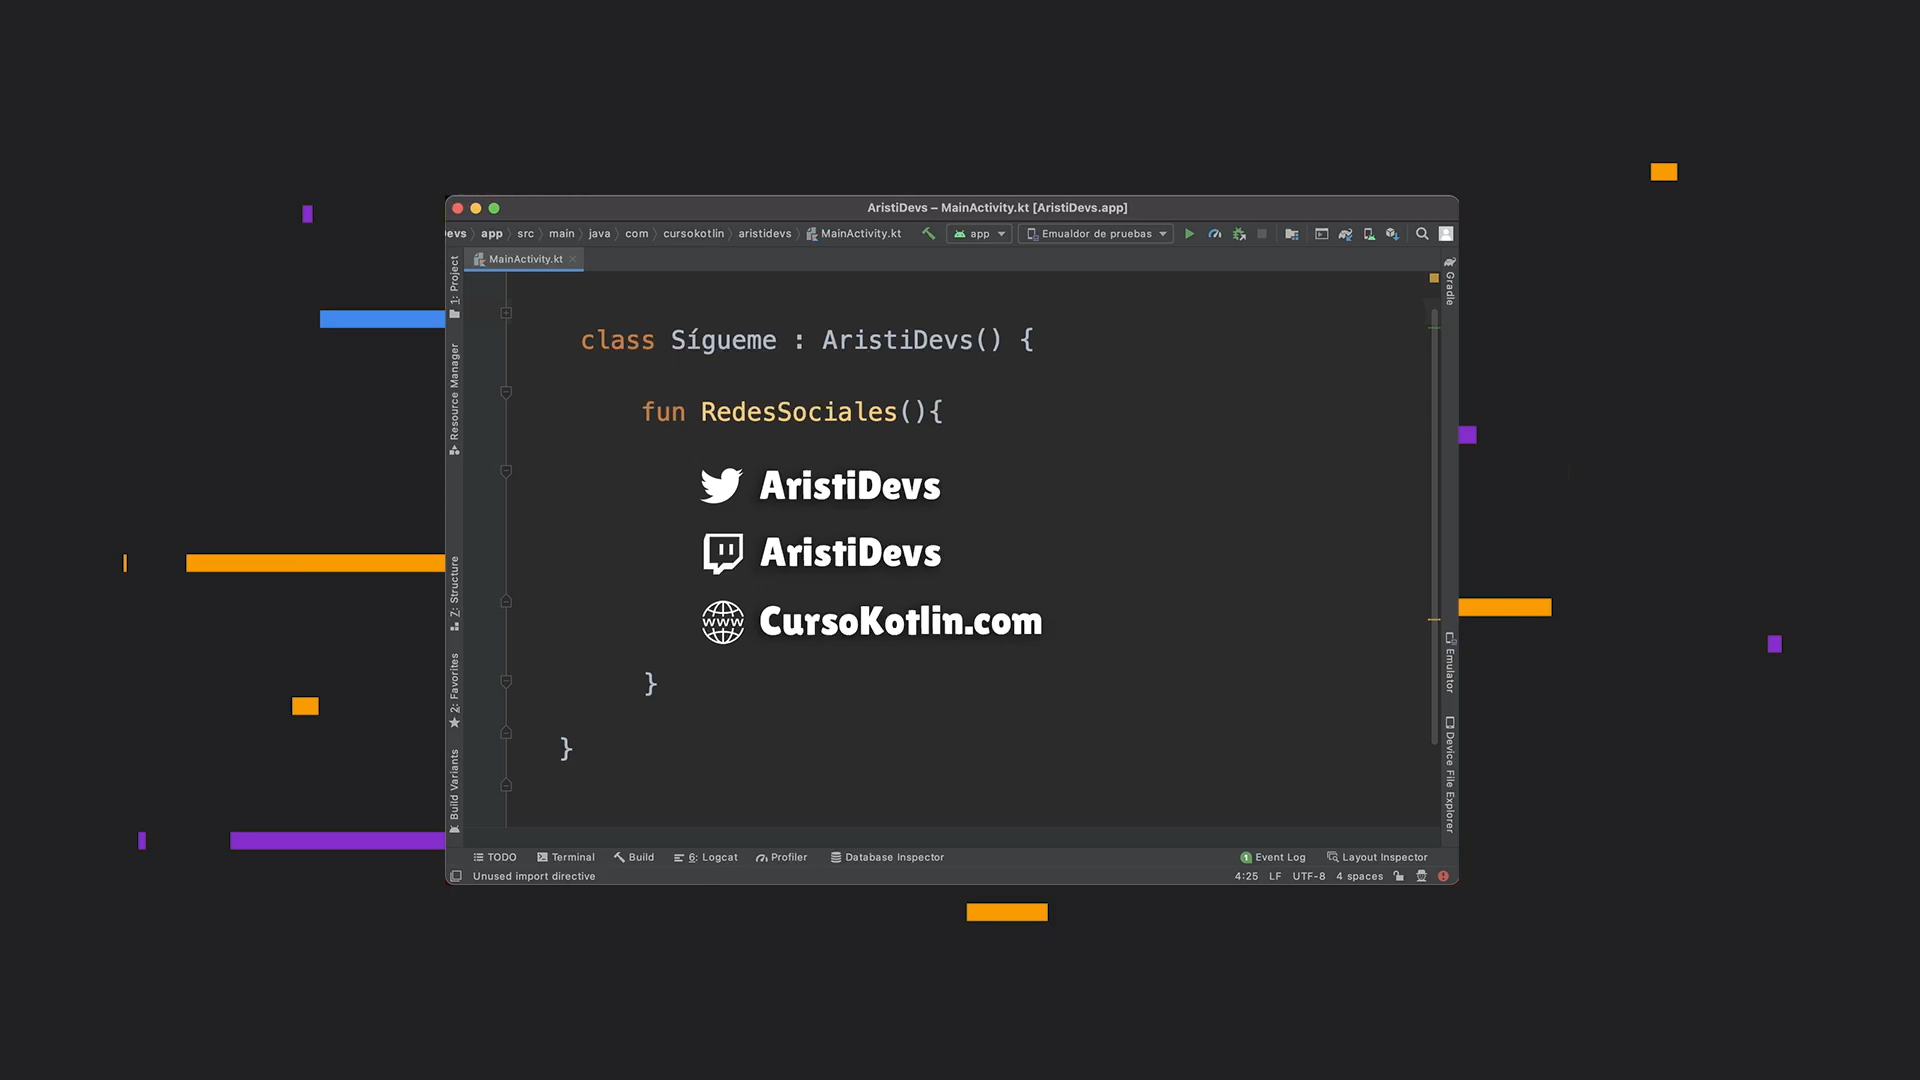 AristiDevs – MainActivity.kt [AristiDevs.app]
evs 〉 app 〉 src 〉 main 〉 java 〉 com 〉 cursokotlin 〉 aristidevs 〉 MainActivity.kt
app
Emualdor de pruebas
MainActivity.kt
1: Project
Resource Manager
7: Structure
2: Favorites
Build Variants
class Sígueme : AristiDevs() {
fun RedesSociales(){
AristiDevs
AristiDevs
www CursoKotlin.com
}
}
Gradle
Emulator
Device File Explorer
TODO Terminal Build 6: Logcat Profiler Database Inspector 1 Event Log Layout Inspector
Unused import directive 4:25 LF UTF-8 4 spaces